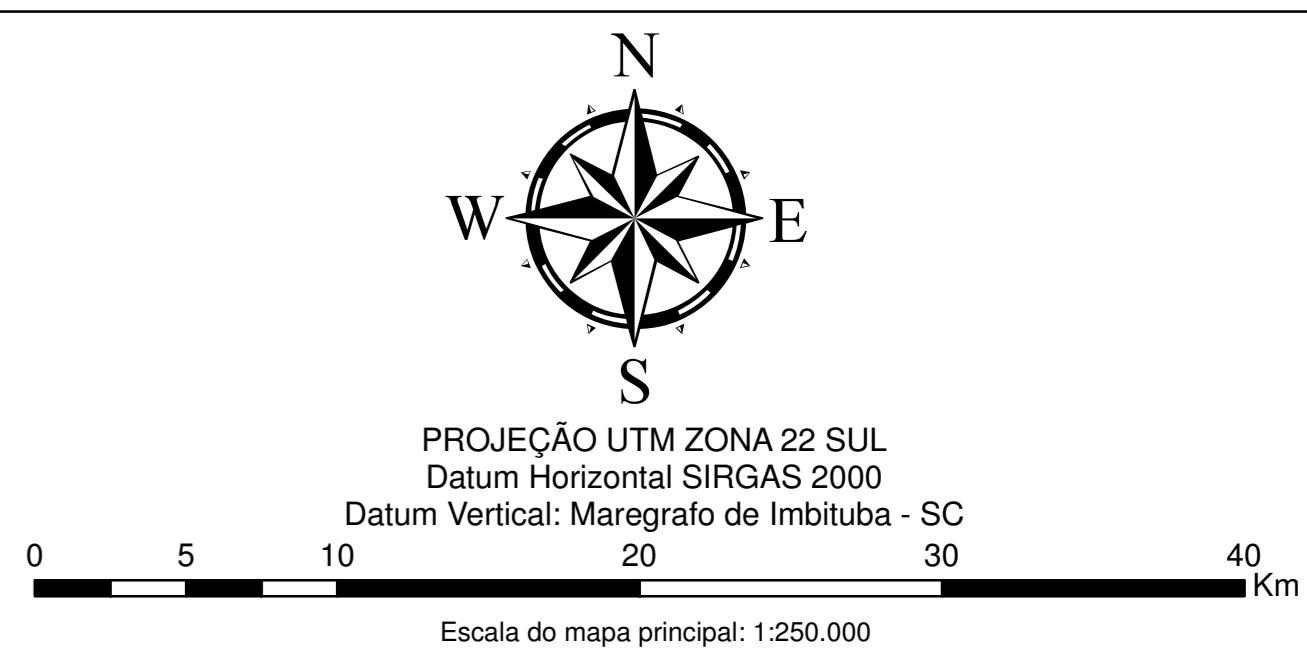 N
W E
S
PROJEÇÃO UTM ZONA 22 SUL
Datum Horizontal SIRGAS 2000
Datum Vertical: Maregrafo de Imbituba - SC
0 5 10 20 30 40
Km
Escala do mapa principal: 1:250.000